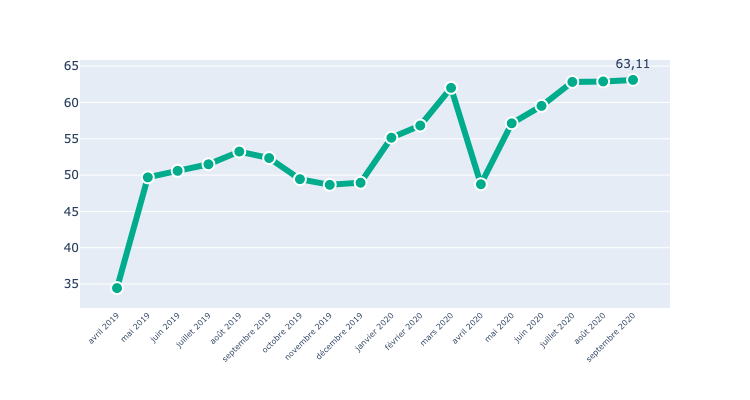 63,11
65
60
55
50
45
40
35
avril 2019
mai 2019
juin 2019
juillet 2019
août 2019
septembre 2019
octobre 2019
novembre 2019
décembre 2019
janvier 2020
février 2020
mars 2020
avril 2020
mai 2020
juin 2020
juillet 2020
août 2020
septembre 2020